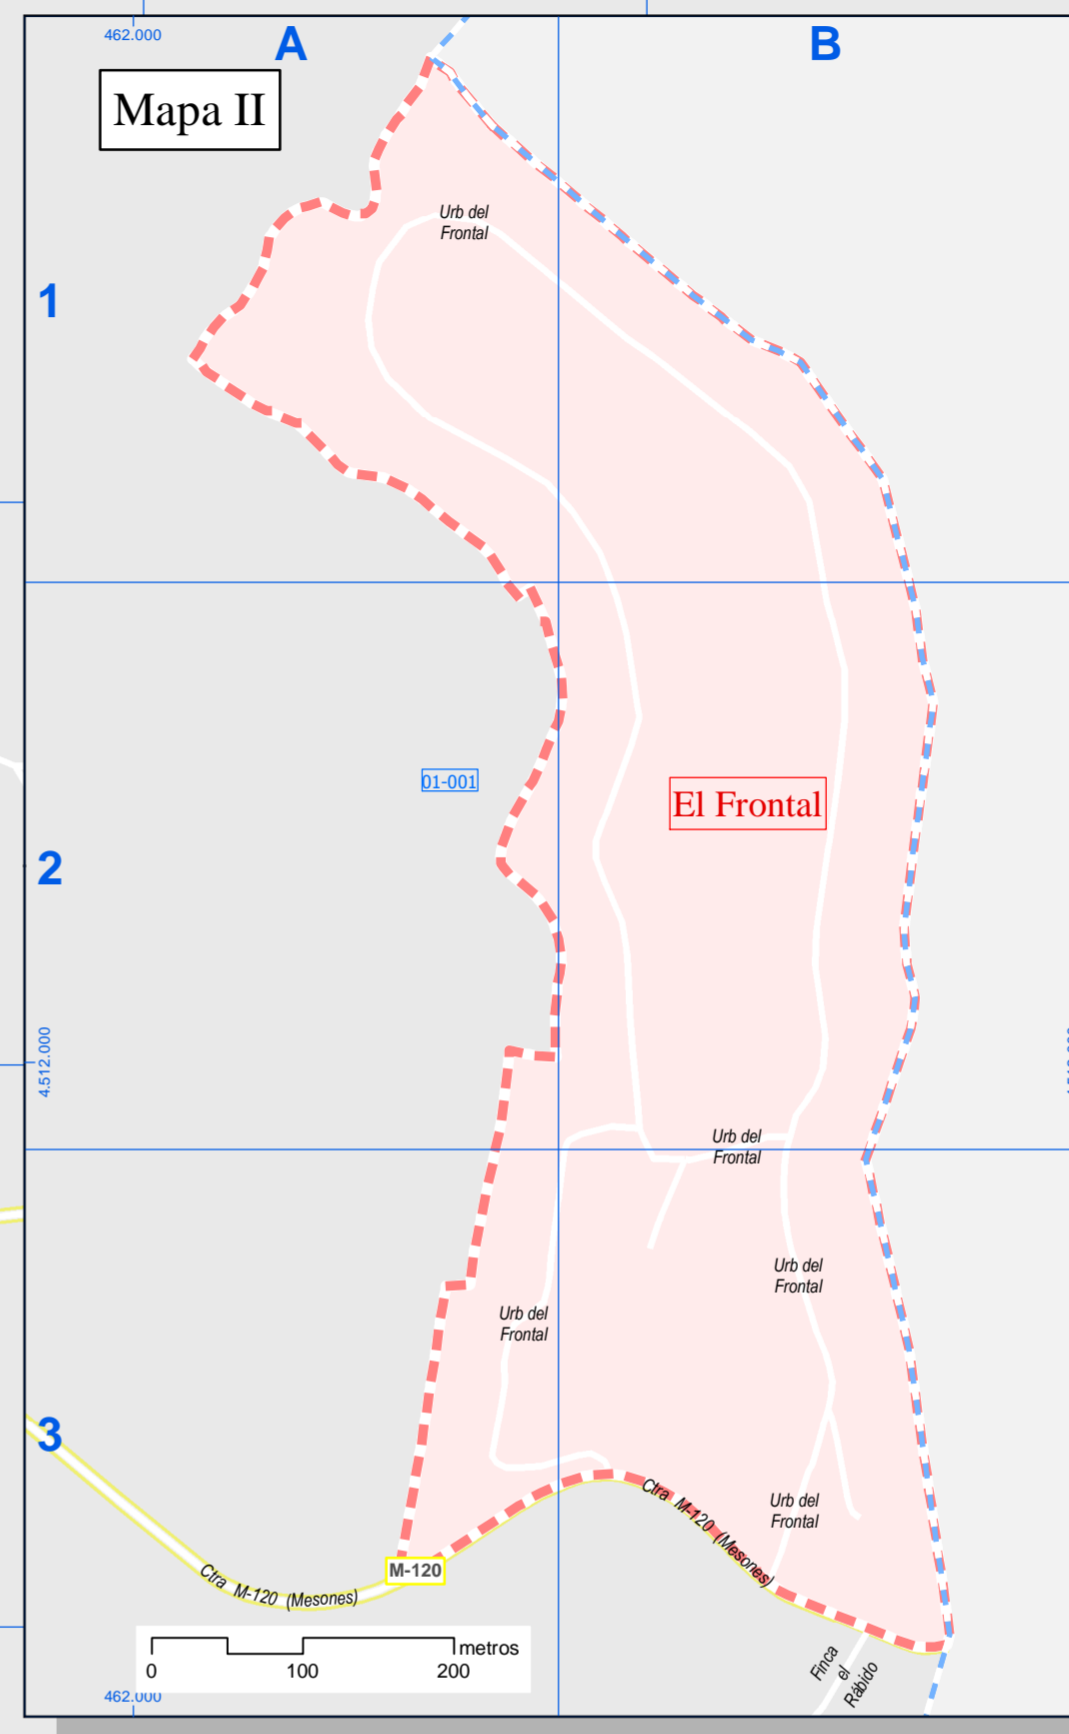 462.000
A
B
Mapa II
Urb del
Frontal
1
01-001
El Frontal
2
4.512.000
Urb del
Frontal
Urb del
Frontal
Urb del
Frontal
3
Ctra M-120 (Mesones)
Urb del
Frontal
M-120
Ctra M-120 (Mesones)
metros
0 100 200
Finca
el
Rábido
462.000